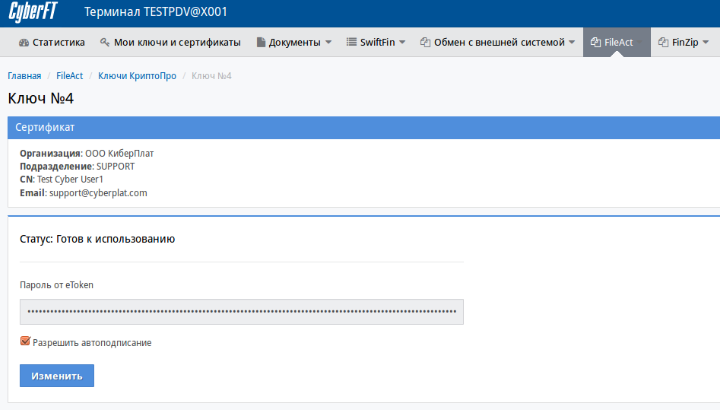 CyberFT Терминал TESTPDV@X001
Статистика Мои ключи и сертификаты Документы SwiftFin Обмен с внешней системой FileAct FinZip
Главная / FileAct / Ключи КриптоПро / Ключ №4
Ключ №4
Сертификат
Организация: ООО КиберПлат
Подразделение: SUPPORT
CN: Test Cyber User1
Email: support@cyberplat.com
Статус: Готов к использованию
Пароль от eToken
Разрешить автоподписание
Изменить